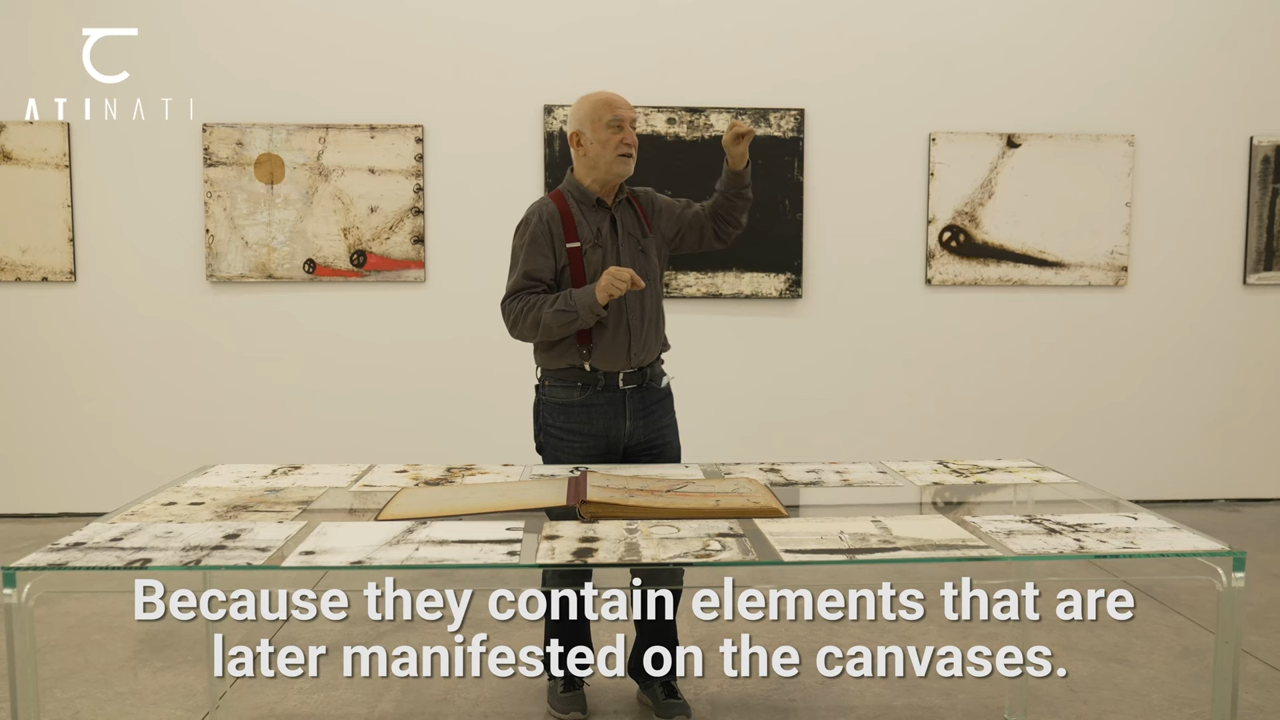 ATINATI
Because they contain elements that are
later manifested on the canvases.